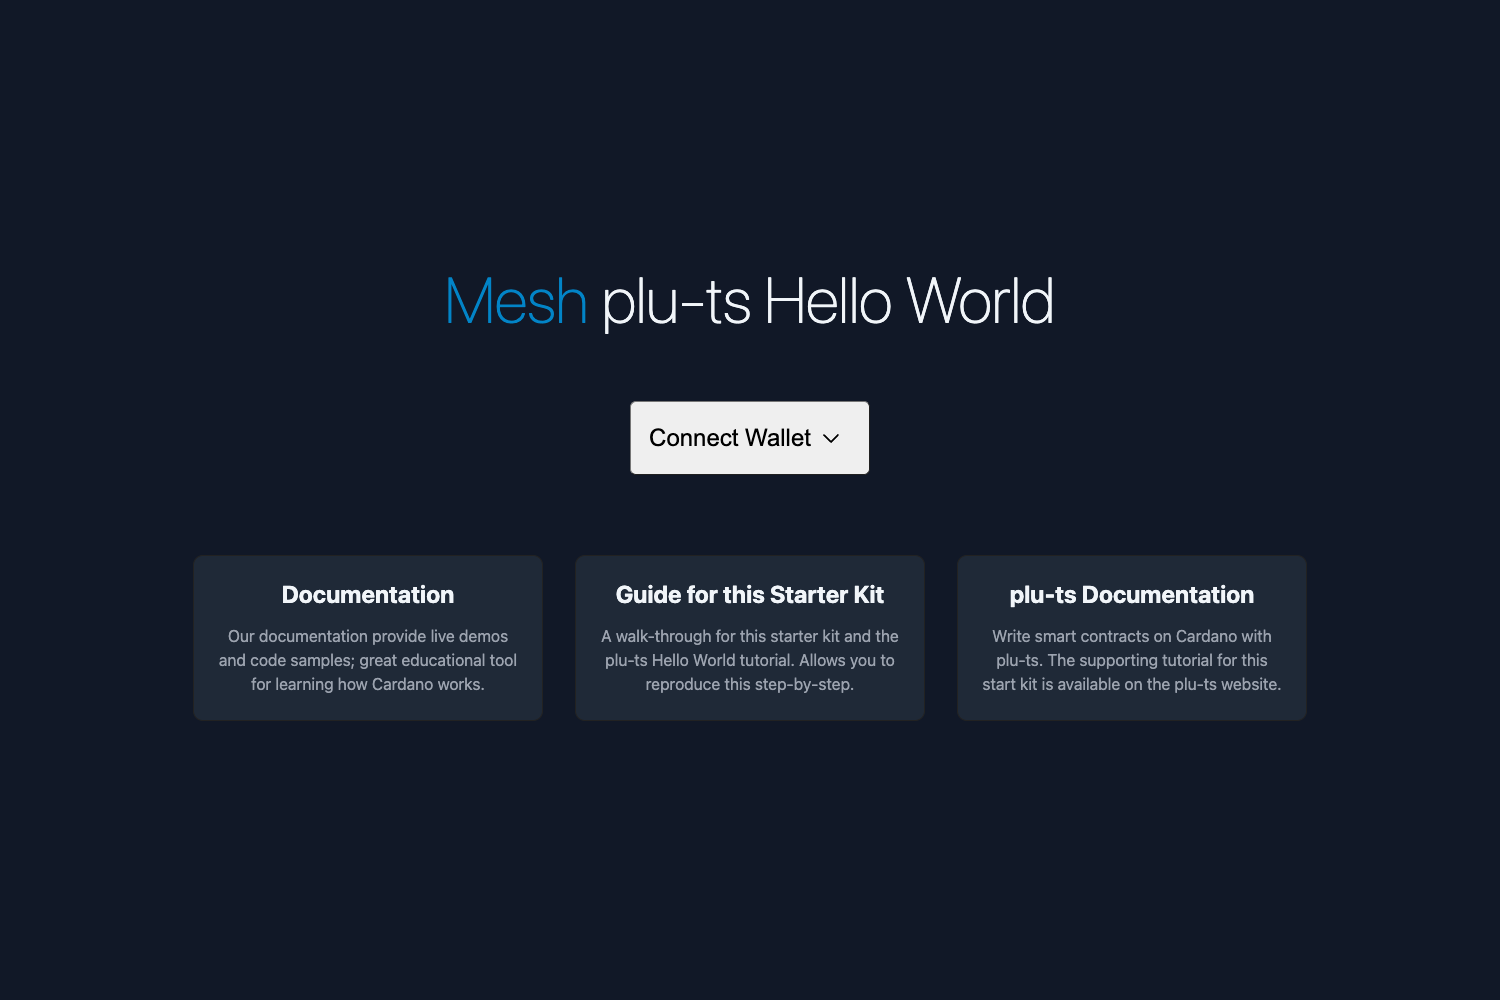 Mesh plu-ts Hello World
Connect Wallet
Documentation
Our documentation provide live demos
and code samples; great educational tool
for learning how Cardano works.
Guide for this Starter Kit
A walk-through for this starter kit and the
plu-ts Hello World tutorial. Allows you to
reproduce this step-by-step.
plu-ts Documentation
Write smart contracts on Cardano with
plu-ts. The supporting tutorial for this
start kit is available on the plu-ts website.